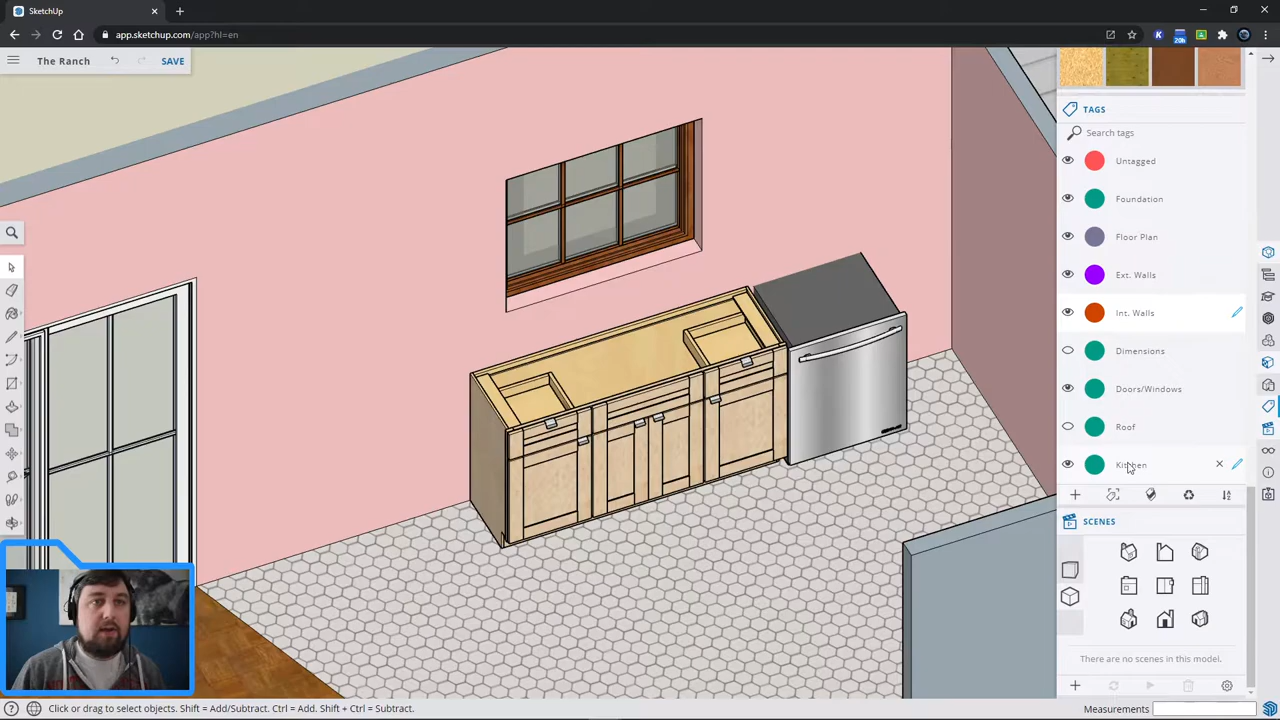 SketchUp
app.sketchup.com/app?hl=en
The Ranch
SAVE
TAGS
Search tags
Untagged
Foundation
Floor Plan
Ext. Walls
Int. Walls
Dimensions
Doors/Windows
Roof
Kitchen
SCENES
There are no scenes in this model.
Click or drag to select objects. Shift = Add/Subtract. Ctrl = Add. Shift + Ctrl = Subtract.
Measurements